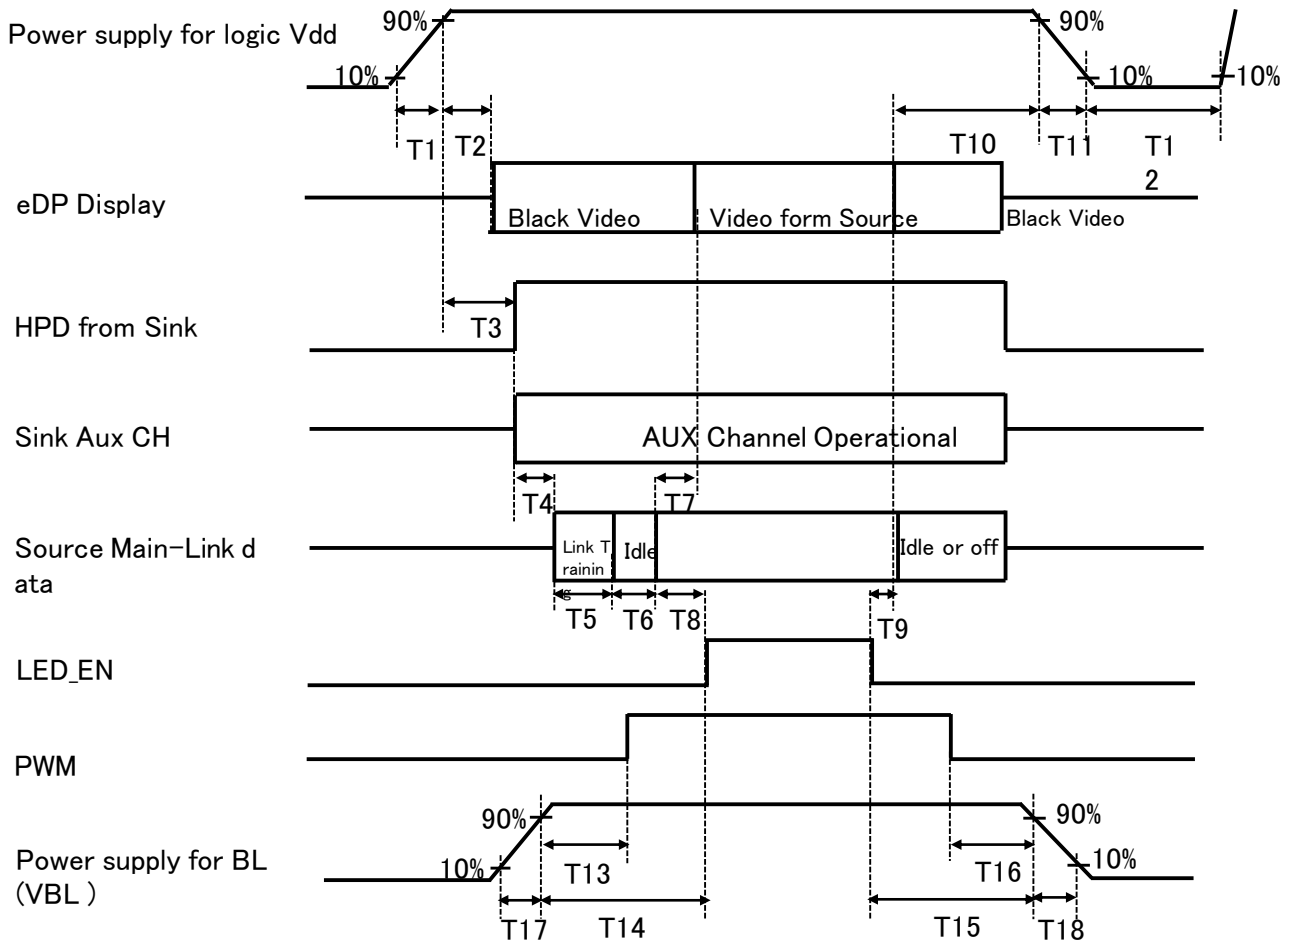 90%
90%
Power supply for logic Vdd
10%
10%
10%
T1
T2
T10
T11
T1
2
eDP Display
Black Video
Video form Source
Black Video
HPD from Sink
T3
Sink Aux CH
AUX Channel Operational
T4
T7
Source Main-Link d
ata
Link T
rainin
g
Idle
Idle or off
T5
T6
T8
T9
LED_EN
PWM
90%
90%
Power supply for BL
(VBL )
10%
10%
T13
T16
T17
T14
T15
T18